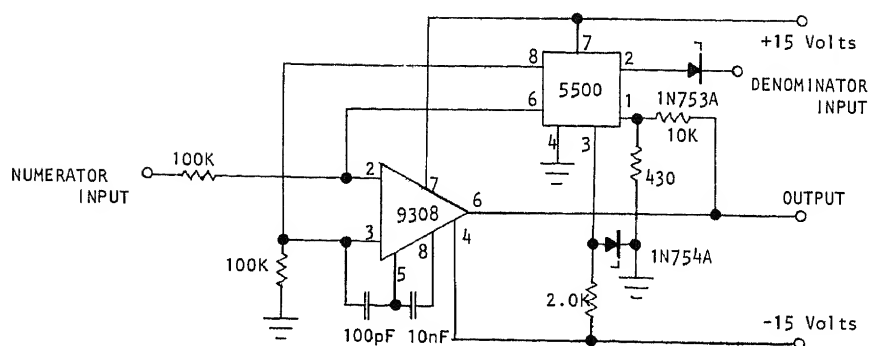 +15 Volts
7
8
2
5500
6
1
1N753A
DENOMINATOR
INPUT
10K
4
3
100K
2
NUMERATOR
INPUT
7
430
6
OUTPUT
9308
4
3
8
1N754A
100K
5
2.0K
100pF
10nF
-15 Volts